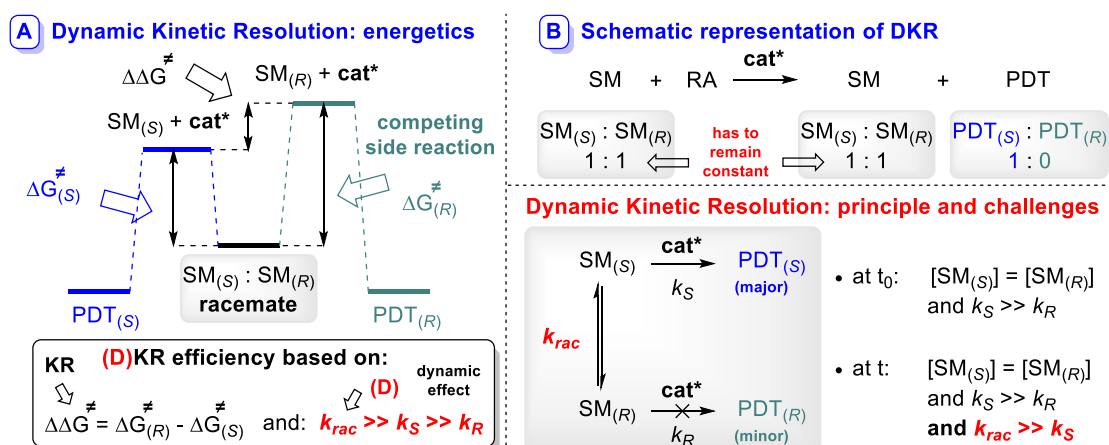 A Dynamic Kinetic Resolution: energetics
ΔΔG≠
SM(R) + cat*
SM(S) + cat*
competing
side reaction
ΔG≠(S)
ΔG≠(R)
SM(S) : SM(R)
racemate
PDT(S)
PDT(R)
(D)KR efficiency based on:
KR
(D)
dynamic
effect
ΔΔG≠ = ΔG≠(R) - ΔG≠(S) and: krac >> kS >> kR
B Schematic representation of DKR
cat*
SM + RA SM + PDT
SM(S) : SM(R)
1 : 1
has to
remain
constant
SM(S) : SM(R)
1 : 1
PDT(S) : PDT(R)
1 : 0
Dynamic Kinetic Resolution: principle and challenges
cat*
SM(S) PDT(S)
kS (major)
krac
cat*
SM(R) PDT(R)
kR (minor)
• at t0: [SM(S)] = [SM(R)]
and kS >> kR
• at t: [SM(S)] = [SM(R)]
and kS >> kR
and krac >> kS